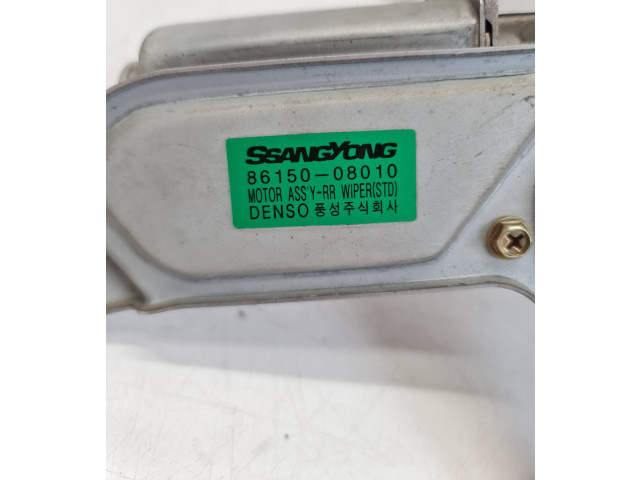 SSANGYONG
86150-08010
MOTOR ASS'Y-RR WIPER(STD)
DENSO 풍성주식회사